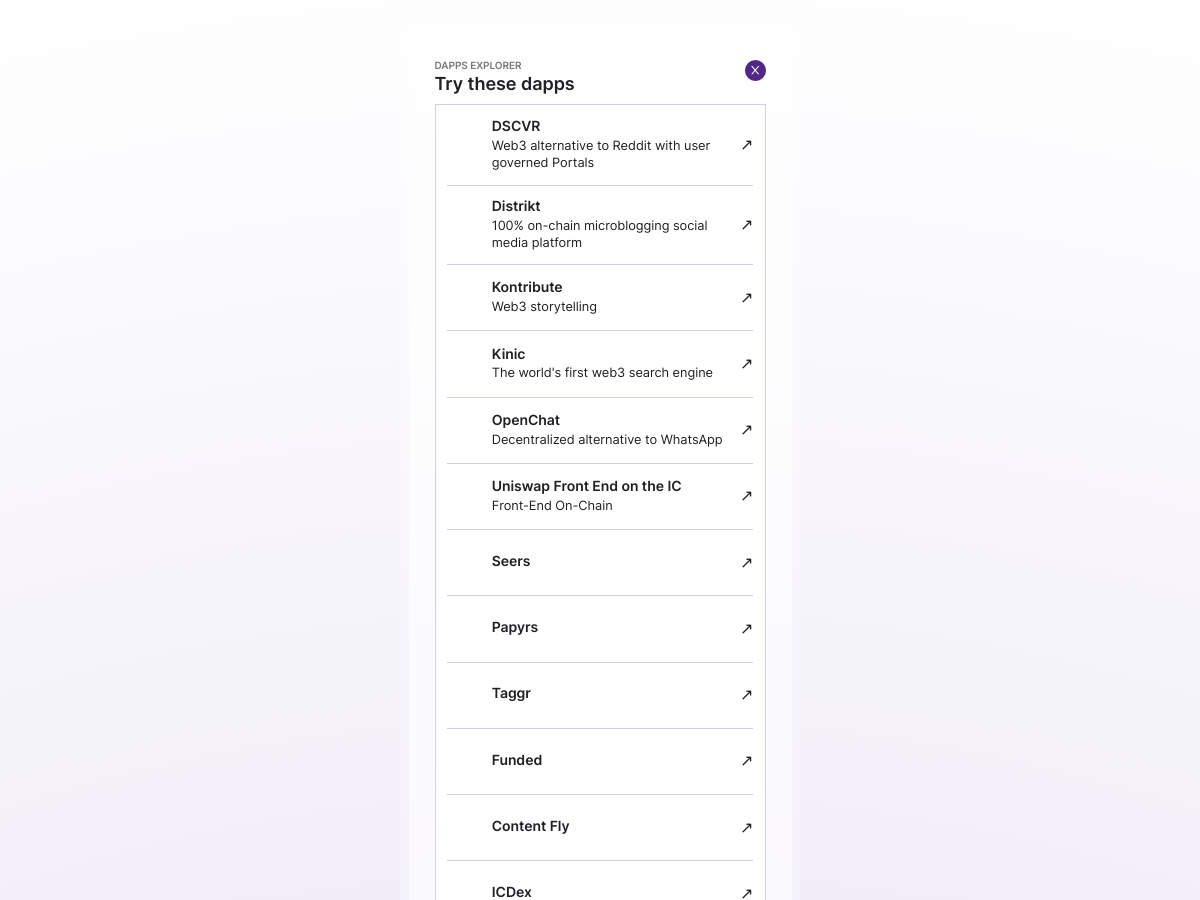 DAPPS EXPLORER
Try these dapps
X
DSCVR
Web3 alternative to Reddit with user
governed Portals
↗
Distrikt
100% on-chain microblogging social
media platform
↗
Kontribute
Web3 storytelling
↗
Kinic
The world's first web3 search engine
↗
OpenChat
Decentralized alternative to WhatsApp
↗
Uniswap Front End on the IC
Front-End On-Chain
↗
Seers
↗
Papyrs
↗
Taggr
↗
Funded
↗
Content Fly
↗
ICDex
↗